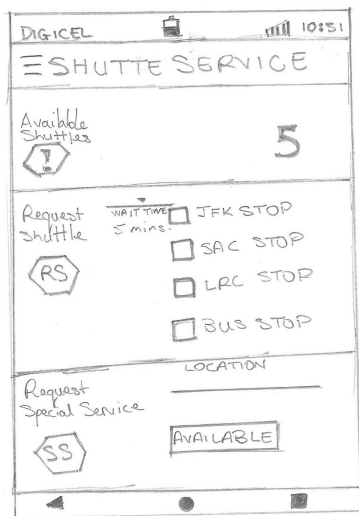 DIGICEL 10:51
SHUTTE SERVICE
Available
Shuttles
!
5
Request
Shuttle
RS
WAIT TIME
5 mins.
JFK STOP
SAC STOP
LRC STOP
BUS STOP
Request
Special Service
SS
LOCATION
AVAILABLE